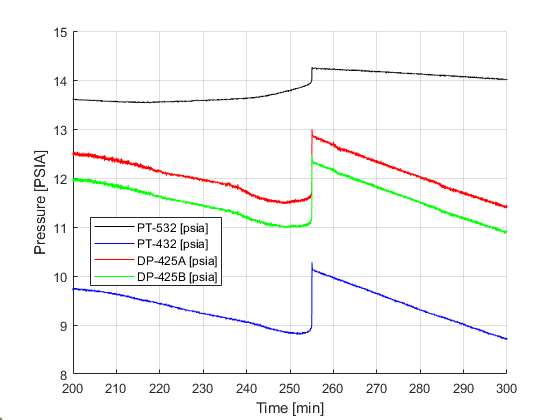 15
14
13
12
11
10
9
8
Pressure [PSIA]
PT-532 [psia]
PT-432 [psia]
DP-425A [psia]
DP-425B [psia]
200 210 220 230 240 250 260 270 280 290 300
Time [min]